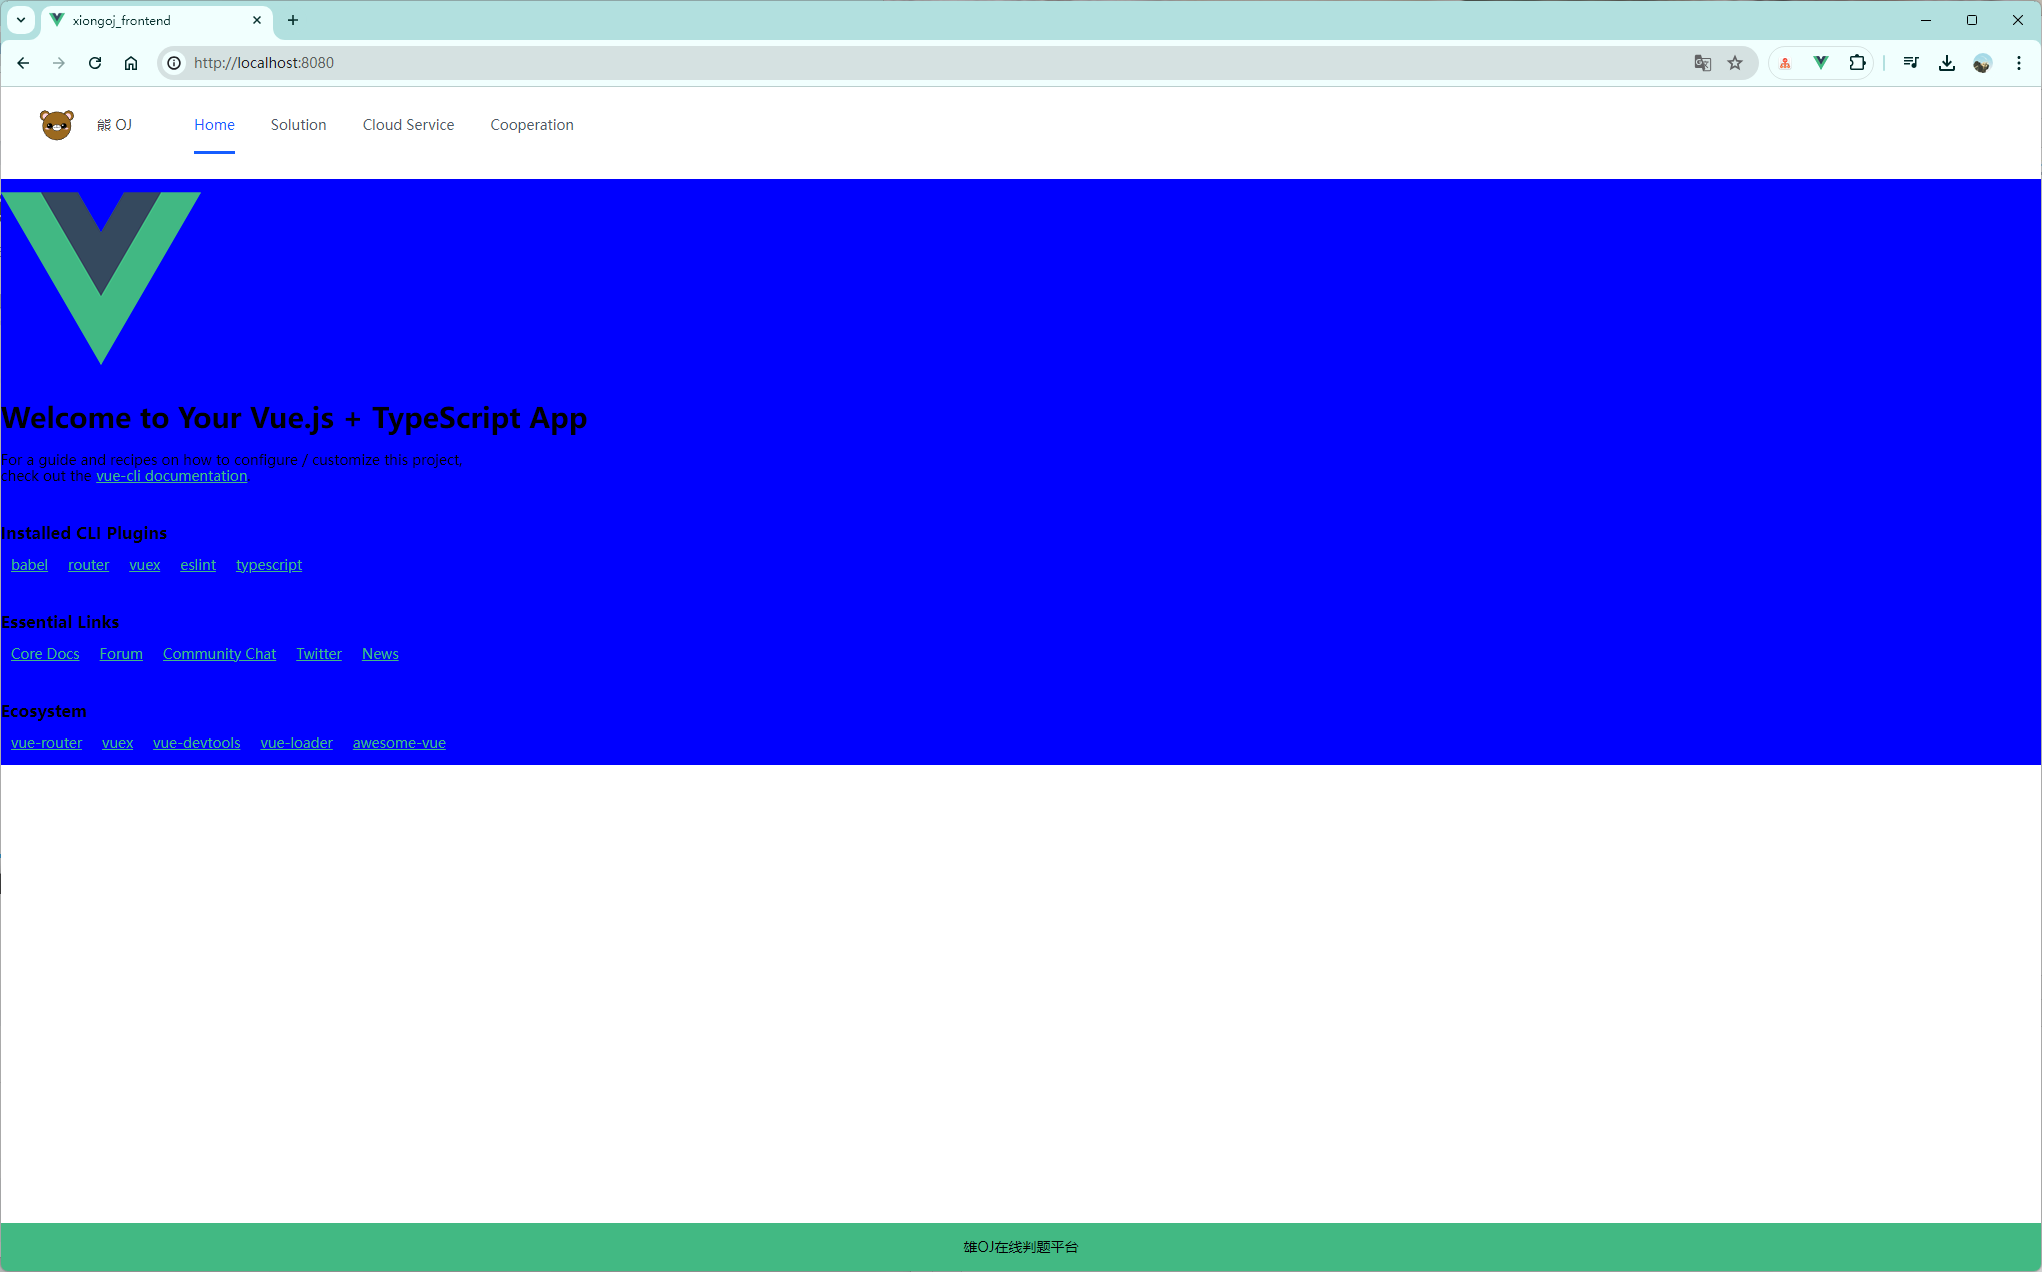 xiongoj_frontend
http://localhost:8080
熊 OJ
Home Solution Cloud Service Cooperation
Welcome to Your Vue.js + TypeScript App
For a guide and recipes on how to configure / customize this project,
check out the vue-cli documentation
Installed CLI Plugins
babel router vuex eslint typescript
Essential Links
Core Docs Forum Community Chat Twitter News
Ecosystem
vue-router vuex vue-devtools vue-loader awesome-vue
雄OJ在线判题平台